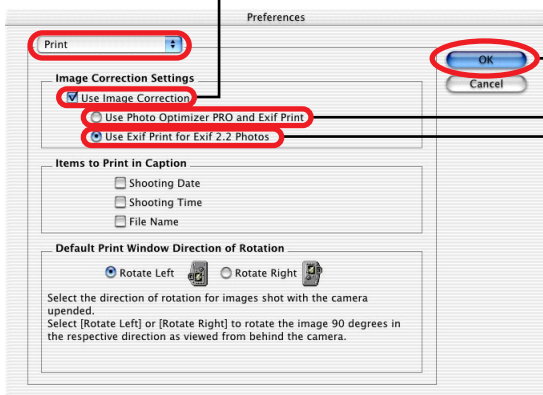 Preferences
Print
OK
Cancel
Image Correction Settings
Use Image Correction
Use Photo Optimizer PRO and Exif Print
Use Exif Print for Exif 2.2 Photos
Items to Print in Caption
Shooting Date
Shooting Time
File Name
Default Print Window Direction of Rotation
Rotate Left
Rotate Right
Select the direction of rotation for images shot with the camera
upended.
Select [Rotate Left] or [Rotate Right] to rotate the image 90 degrees in
the respective direction as viewed from behind the camera.